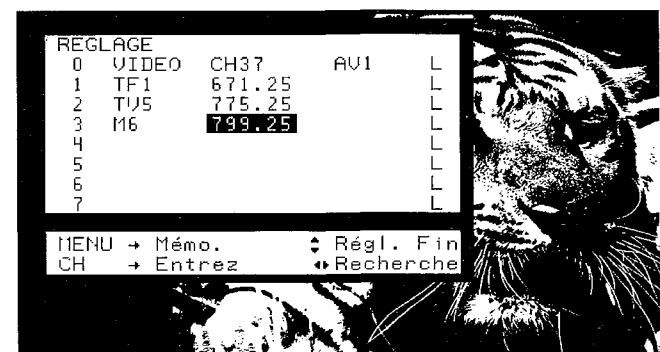 REGLAGE
0 VIDEO CH37 AV1 L
1 TF1 671.25 L
2 TV5 775.25 L
3 M6 799.25 L
4 L
5 L
6 L
7 L
MENU → Mémo. ▲▼ Régl. Fin
CH → Entrez ◀▶ Recherche